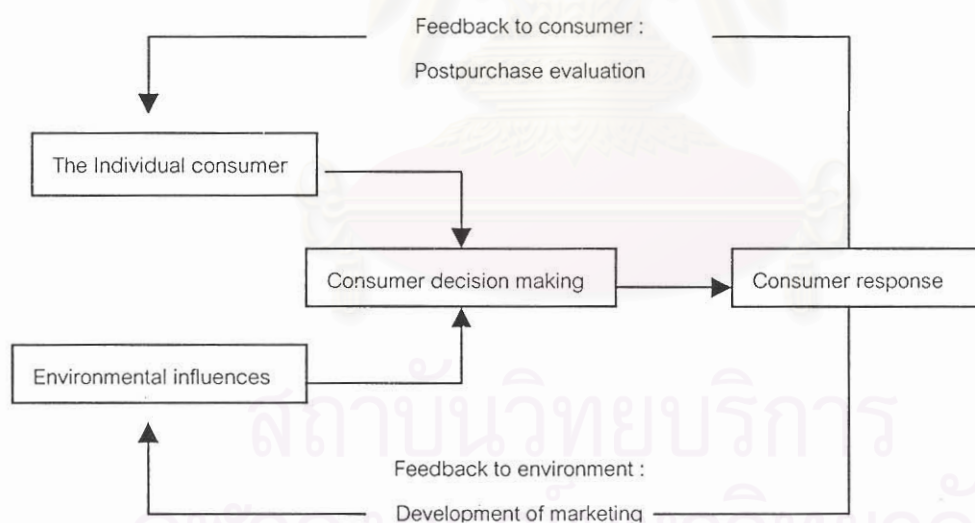 Feedback to consumer :
Postpurchase evaluation
The Individual consumer
Consumer decision making
Consumer response
Environmental influences
สถาบันวิทยบริการ
Feedback to environment :
Development of marketing